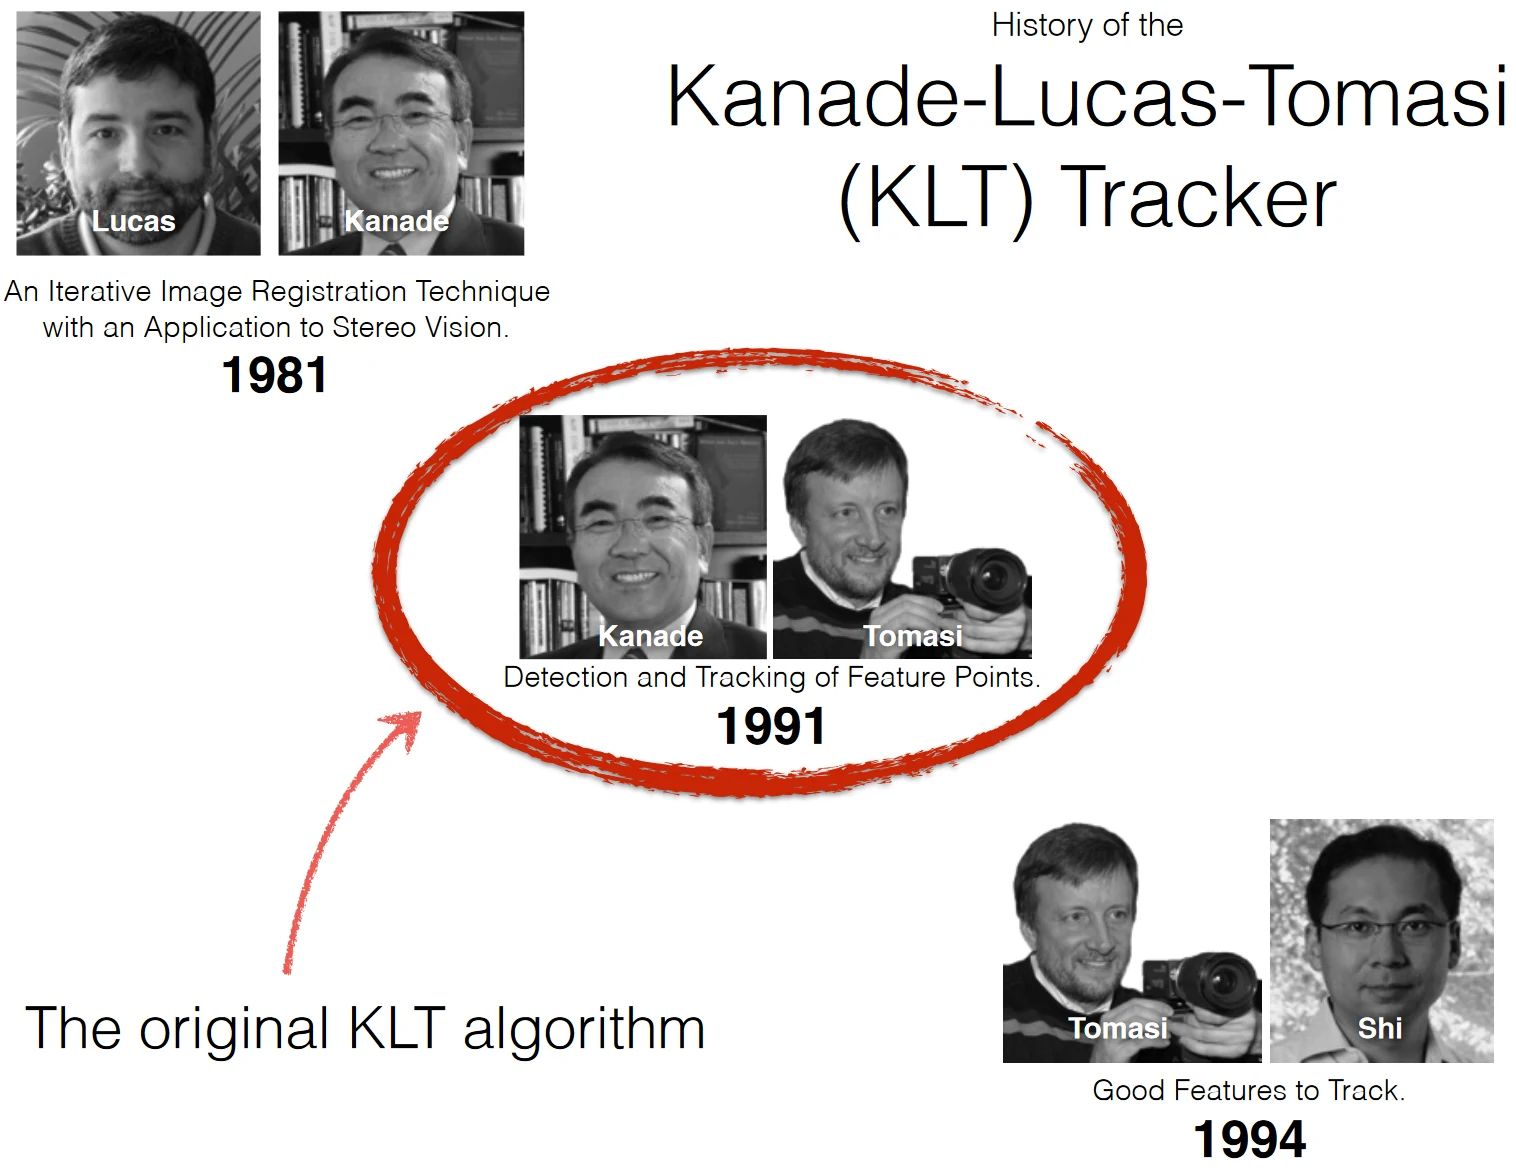 History of the
Kanade-Lucas-Tomasi
(KLT) Tracker
Lucas
Kanade
An Iterative Image Registration Technique
with an Application to Stereo Vision.
1981
Kanade
Tomasi
Detection and Tracking of Feature Points.
1991
The original KLT algorithm
Tomasi
Shi
Good Features to Track.
1994